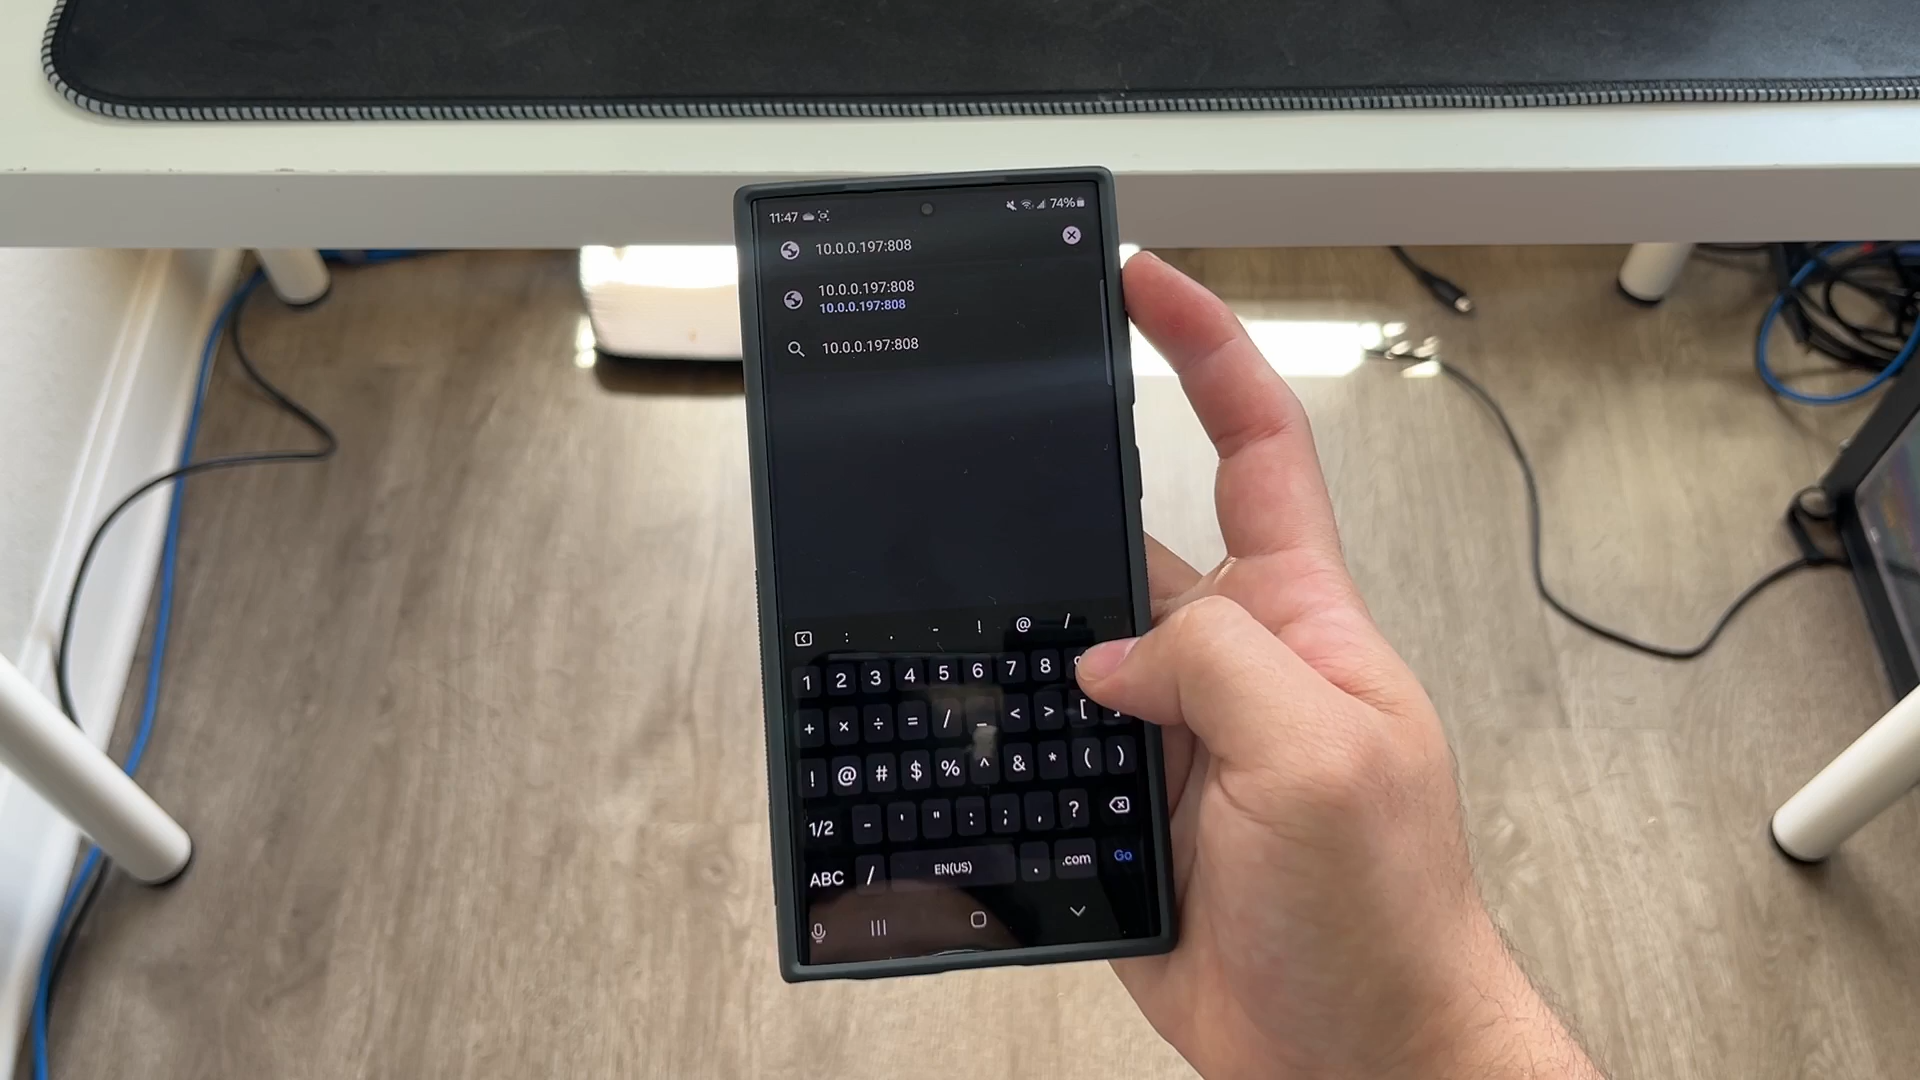 11:47 74%
10.0.0.197:808
10.0.0.197:808
10.0.0.197:808
10.0.0.197:808
: . - ! @ /
1 2 3 4 5 6 7 8
+ × ÷ = / _ < > [
! @ # $ % ^ & * ( )
1/2 - ' " : ; , ?
ABC / EN(US) . .com Go